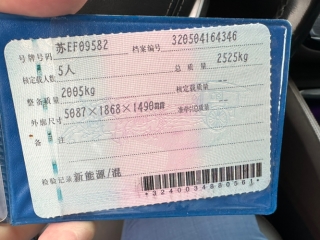 号牌号码 苏EF09582 档案编号 320504164346
核定载人数 5人 总质量 2525kg
整备质量 2005kg 核定载质量
外廓尺寸 5087×1868×1490mm 准牵引总质量
备注
检验记录 新能源/混
*3240034880561*